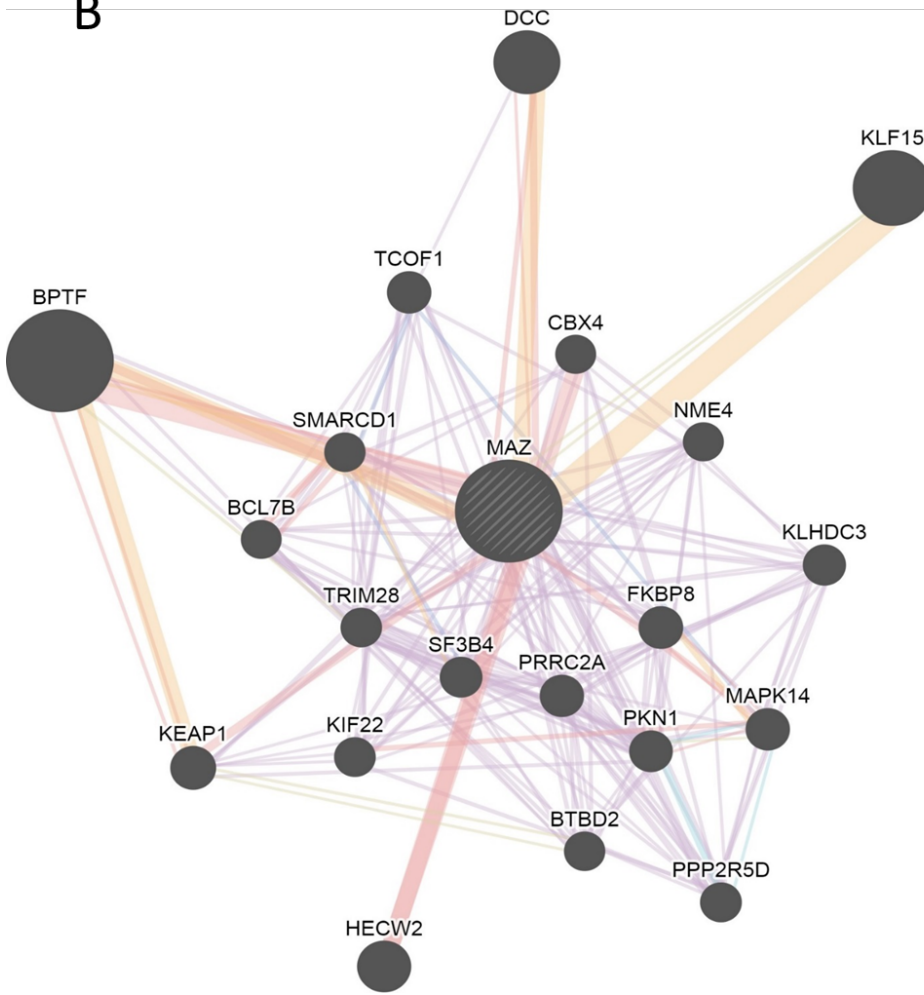 B
DCC
KLF15
TCOF1
BPTF
CBX4
NME4
SMARCD1
MAZ
BCL7B
KLHDC3
TRIM28
FKBP8
SF3B4
PRRC2A
MAPK14
PKN1
KIF22
KEAP1
BTBD2
PPP2R5D
HECW2